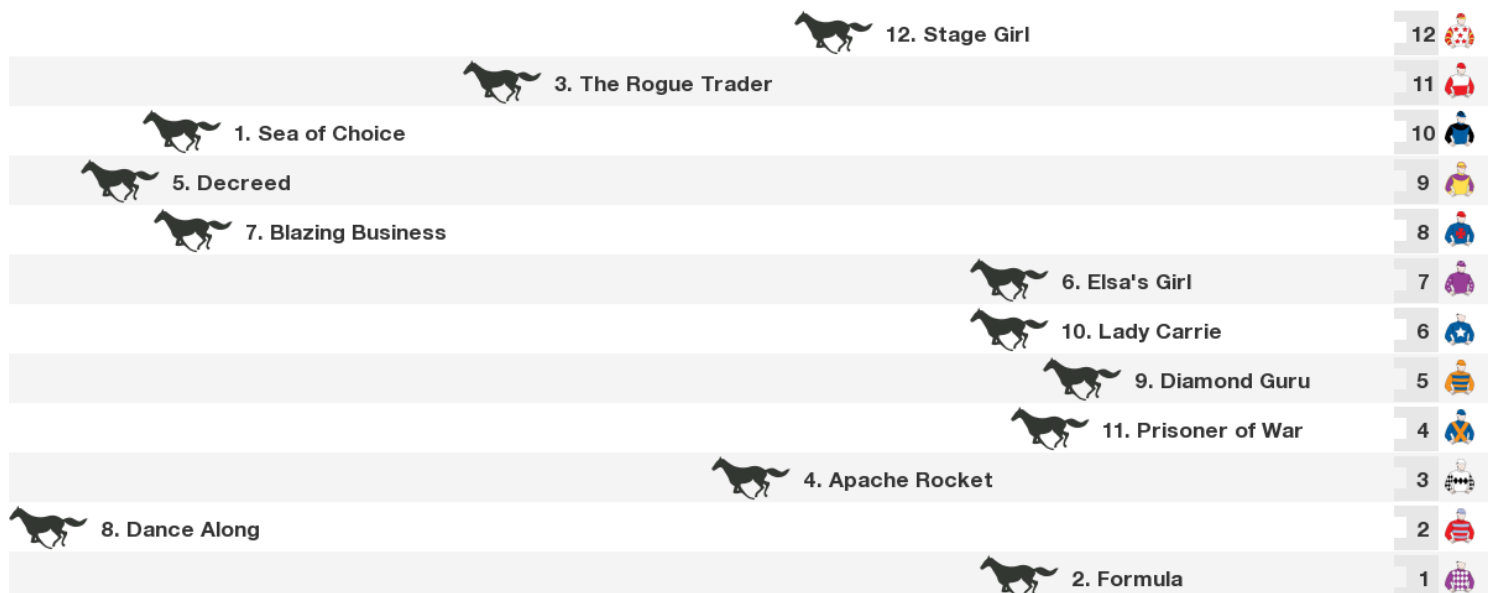 12. Stage Girl 12
3. The Rogue Trader 11
1. Sea of Choice 10
5. Decreed 9
7. Blazing Business 8
6. Elsa's Girl 7
10. Lady Carrie 6
9. Diamond Guru 5
11. Prisoner of War 4
4. Apache Rocket 3
8. Dance Along 2
2. Formula 1